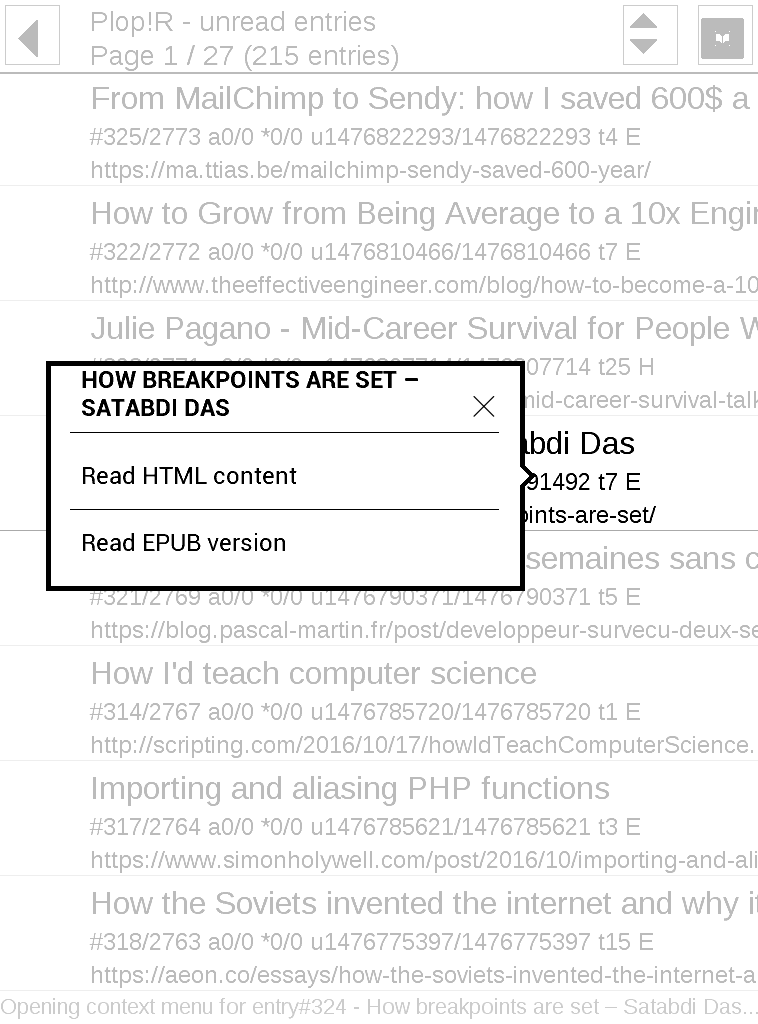 Plop!R - unread entries
Page 1 / 27 (215 entries)
From MailChimp to Sendy: how I saved 600$ a
#325/2773 a0/0 *0/0 u1476822293/1476822293 t4 E
https://ma.ttias.be/mailchimp-sendy-saved-600-year/
How to Grow from Being Average to a 10x Engin
#322/2772 a0/0 *0/0 u1476810466/1476810466 t7 E
http://www.theeffectiveengineer.com/blog/how-to-become-a-10
Julie Pagano - Mid-Career Survival for People W
07714 t25 H
mid-career-survival-talk
HOW BREAKPOINTS ARE SET –
SATABDI DAS
Read HTML content
Read EPUB version
abdi Das
91492 t7 E
oints-are-set/
semaines sans c
#321/2769 a0/0 *0/0 u1476790371/1476790371 t5 E
https://blog.pascal-martin.fr/post/developpeur-survecu-deux-se
How I'd teach computer science
#314/2767 a0/0 *0/0 u1476785720/1476785720 t1 E
http://scripting.com/2016/10/17/howIdTeachComputerScience.
Importing and aliasing PHP functions
#317/2764 a0/0 *0/0 u1476785621/1476785621 t3 E
https://www.simonholywell.com/post/2016/10/importing-and-ali
How the Soviets invented the internet and why it
#318/2763 a0/0 *0/0 u1476775397/1476775397 t15 E
https://aeon.co/essays/how-the-soviets-invented-the-internet-a
Opening context menu for entry#324 - How breakpoints are set – Satabdi Das...